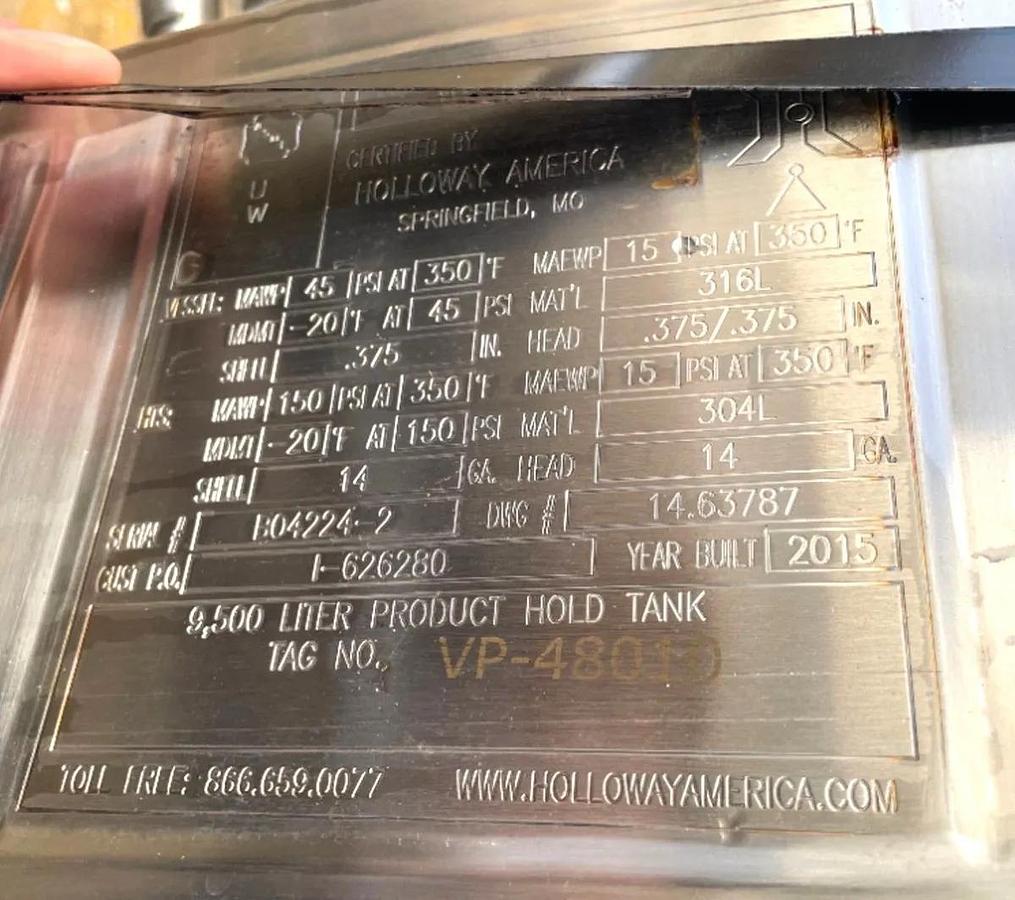 U
W
CERTIFIED BY
HOLLOWAY AMERICA
SPRINGFIELD, MO
G
VESSEL: MAWP 45 PSI AT 350 °F MAEWP 15 PSI AT 350 °F
MDMT -20 °F AT 45 PSI MAT'L 316L
SHELL .375 IN. HEAD .375/.375 IN.
HTS: MAWP 150 PSI AT 350 °F MAEWP 15 PSI AT 350 °F
MDMT -20 °F AT 150 PSI MAT'L 304L
SHELL 14 GA. HEAD 14 GA.
SERIAL # B04224-2 DWG # 14.63787
CUST P.O. I-626280 YEAR BUILT 2015
9,500 LITER PRODUCT HOLD TANK
TAG NO. VP-48010
TOLL FREE: 866.659.0077 WWW.HOLLOWAYAMERICA.COM